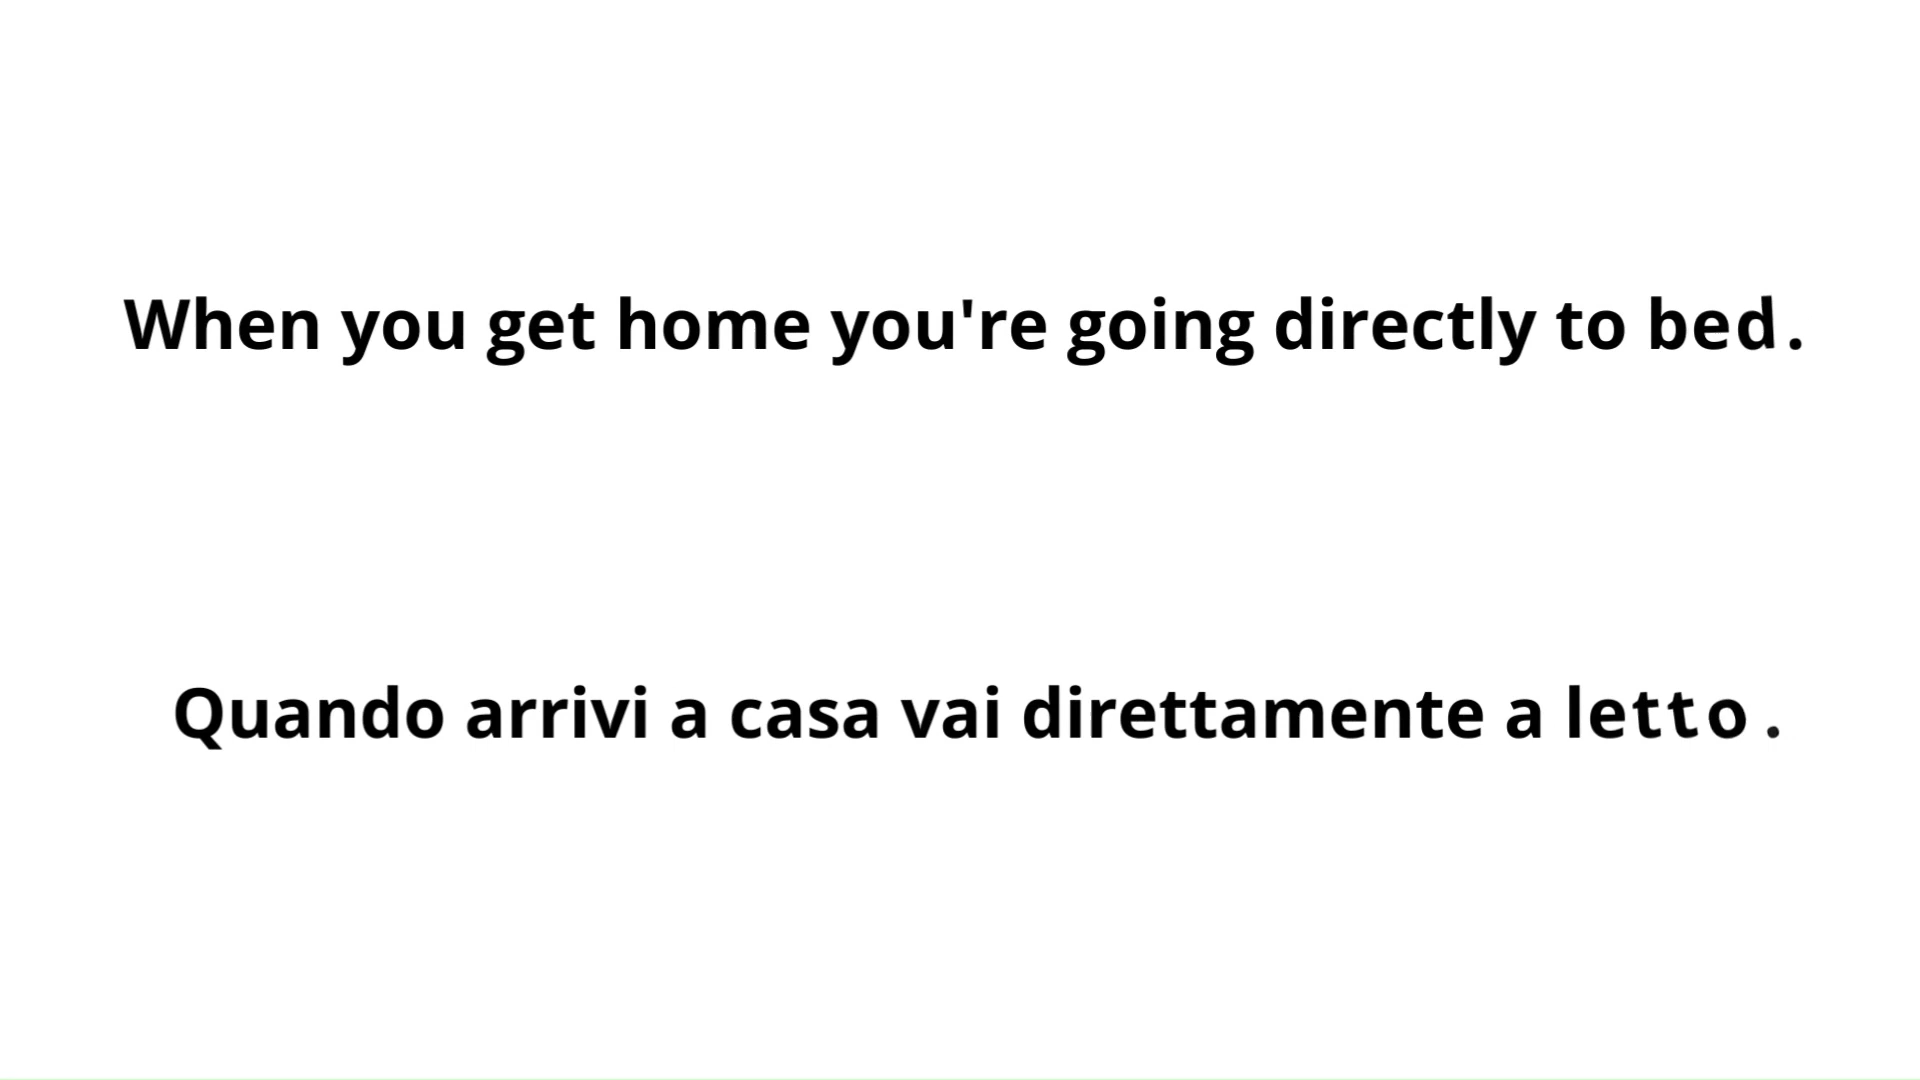 When you get home you're going directly to bed.
Quando arrivi a casa vai direttamente a letto.